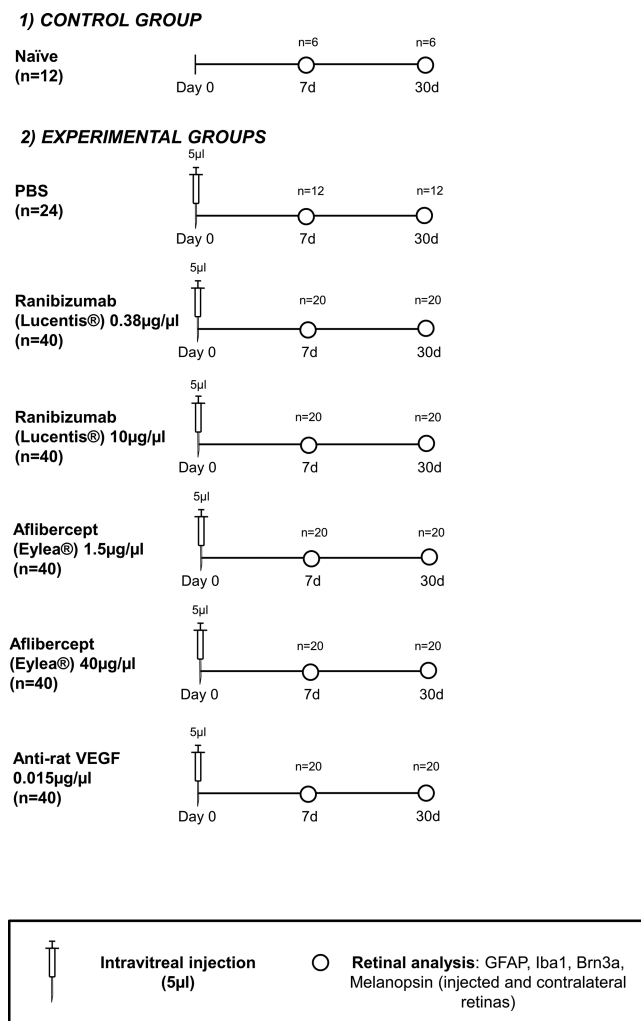 1) CONTROL GROUP
Naïve
(n=12)
n=6
n=6
Day 0
7d
30d
2) EXPERIMENTAL GROUPS
5µl
PBS
(n=24)
n=12
n=12
Day 0
7d
30d
5µl
Ranibizumab
(Lucentis®) 0.38µg/µl
(n=40)
n=20
n=20
Day 0
7d
30d
5µl
Ranibizumab
(Lucentis®) 10µg/µl
(n=40)
n=20
n=20
Day 0
7d
30d
5µl
Aflibercept
(Eylea®) 1.5µg/µl
(n=40)
n=20
n=20
Day 0
7d
30d
5µl
Aflibercept
(Eylea®) 40µg/µl
(n=40)
n=20
n=20
Day 0
7d
30d
5µl
Anti-rat VEGF
0.015µg/µl
(n=40)
n=20
n=20
Day 0
7d
30d
Intravitreal injection
(5µl)
Retinal analysis: GFAP, Iba1, Brn3a,
Melanopsin (injected and contralateral
retinas)